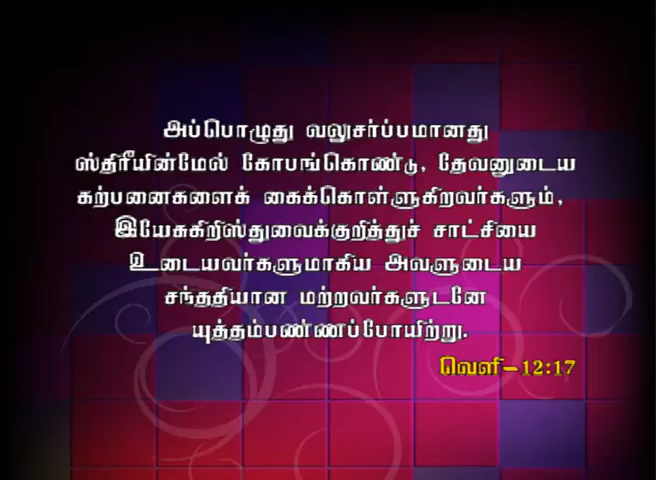 அப்பொழுது வலுசர்ப்பமானது
ஸ்திரீயின்மேல் கோபங்கொண்டு, தேவனுடைய
கற்பனைகளைக் கைக்கொள்ளுகிறவர்களும்,
இயேசுகிறிஸ்துவைக்குறித்துச் சாட்சியை
உடையவர்களுமாகிய அவளுடைய
சந்ததியான மற்றவர்களுடனே
யுத்தம்பண்ணப்போயிற்று.
வெளி-12:17